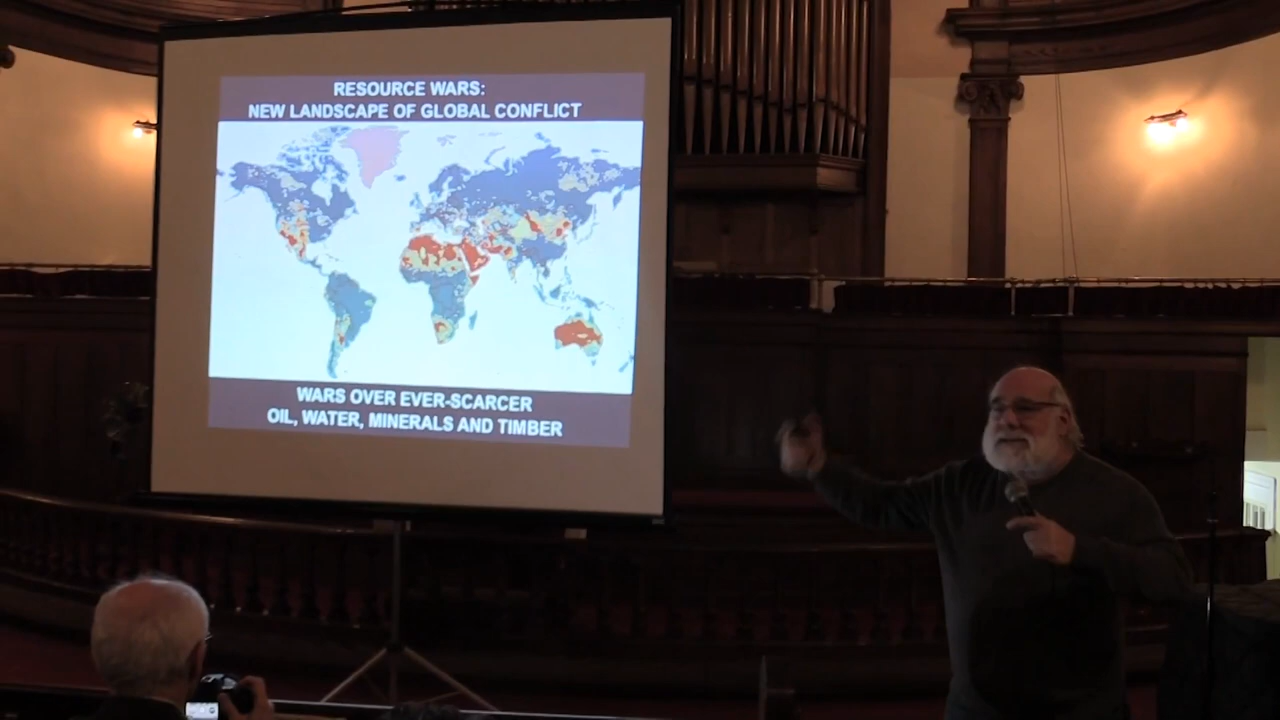 RESOURCE WARS:
NEW LANDSCAPE OF GLOBAL CONFLICT
WARS OVER EVER-SCARCER
OIL, WATER, MINERALS AND TIMBER